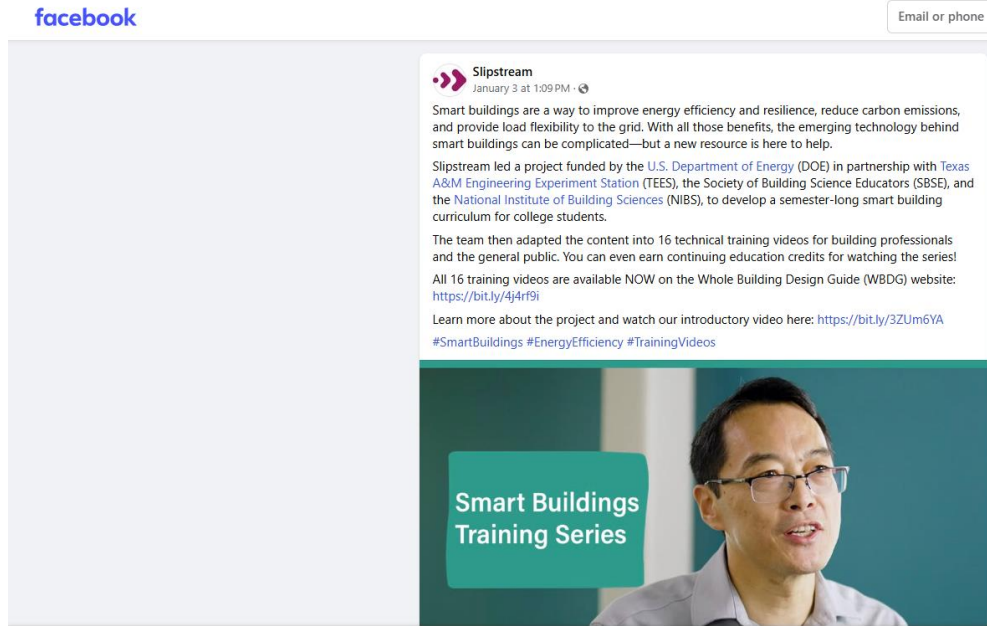 facebook
Email or phone
Slipstream
January 3 at 1:09 PM ·
Smart buildings are a way to improve energy efficiency and resilience, reduce carbon emissions,
and provide load flexibility to the grid. With all those benefits, the emerging technology behind
smart buildings can be complicated—but a new resource is here to help.
Slipstream led a project funded by the U.S. Department of Energy (DOE) in partnership with Texas
A&M Engineering Experiment Station (TEES), the Society of Building Science Educators (SBSE), and
the National Institute of Building Sciences (NIBS), to develop a semester-long smart building
curriculum for college students.
The team then adapted the content into 16 technical training videos for building professionals
and the general public. You can even earn continuing education credits for watching the series!
All 16 training videos are available NOW on the Whole Building Design Guide (WBDG) website:
https://bit.ly/4j4rf9i
Learn more about the project and watch our introductory video here: https://bit.ly/3ZUm6YA
#SmartBuildings #EnergyEfficiency #TrainingVideos
Smart Buildings
Training Series